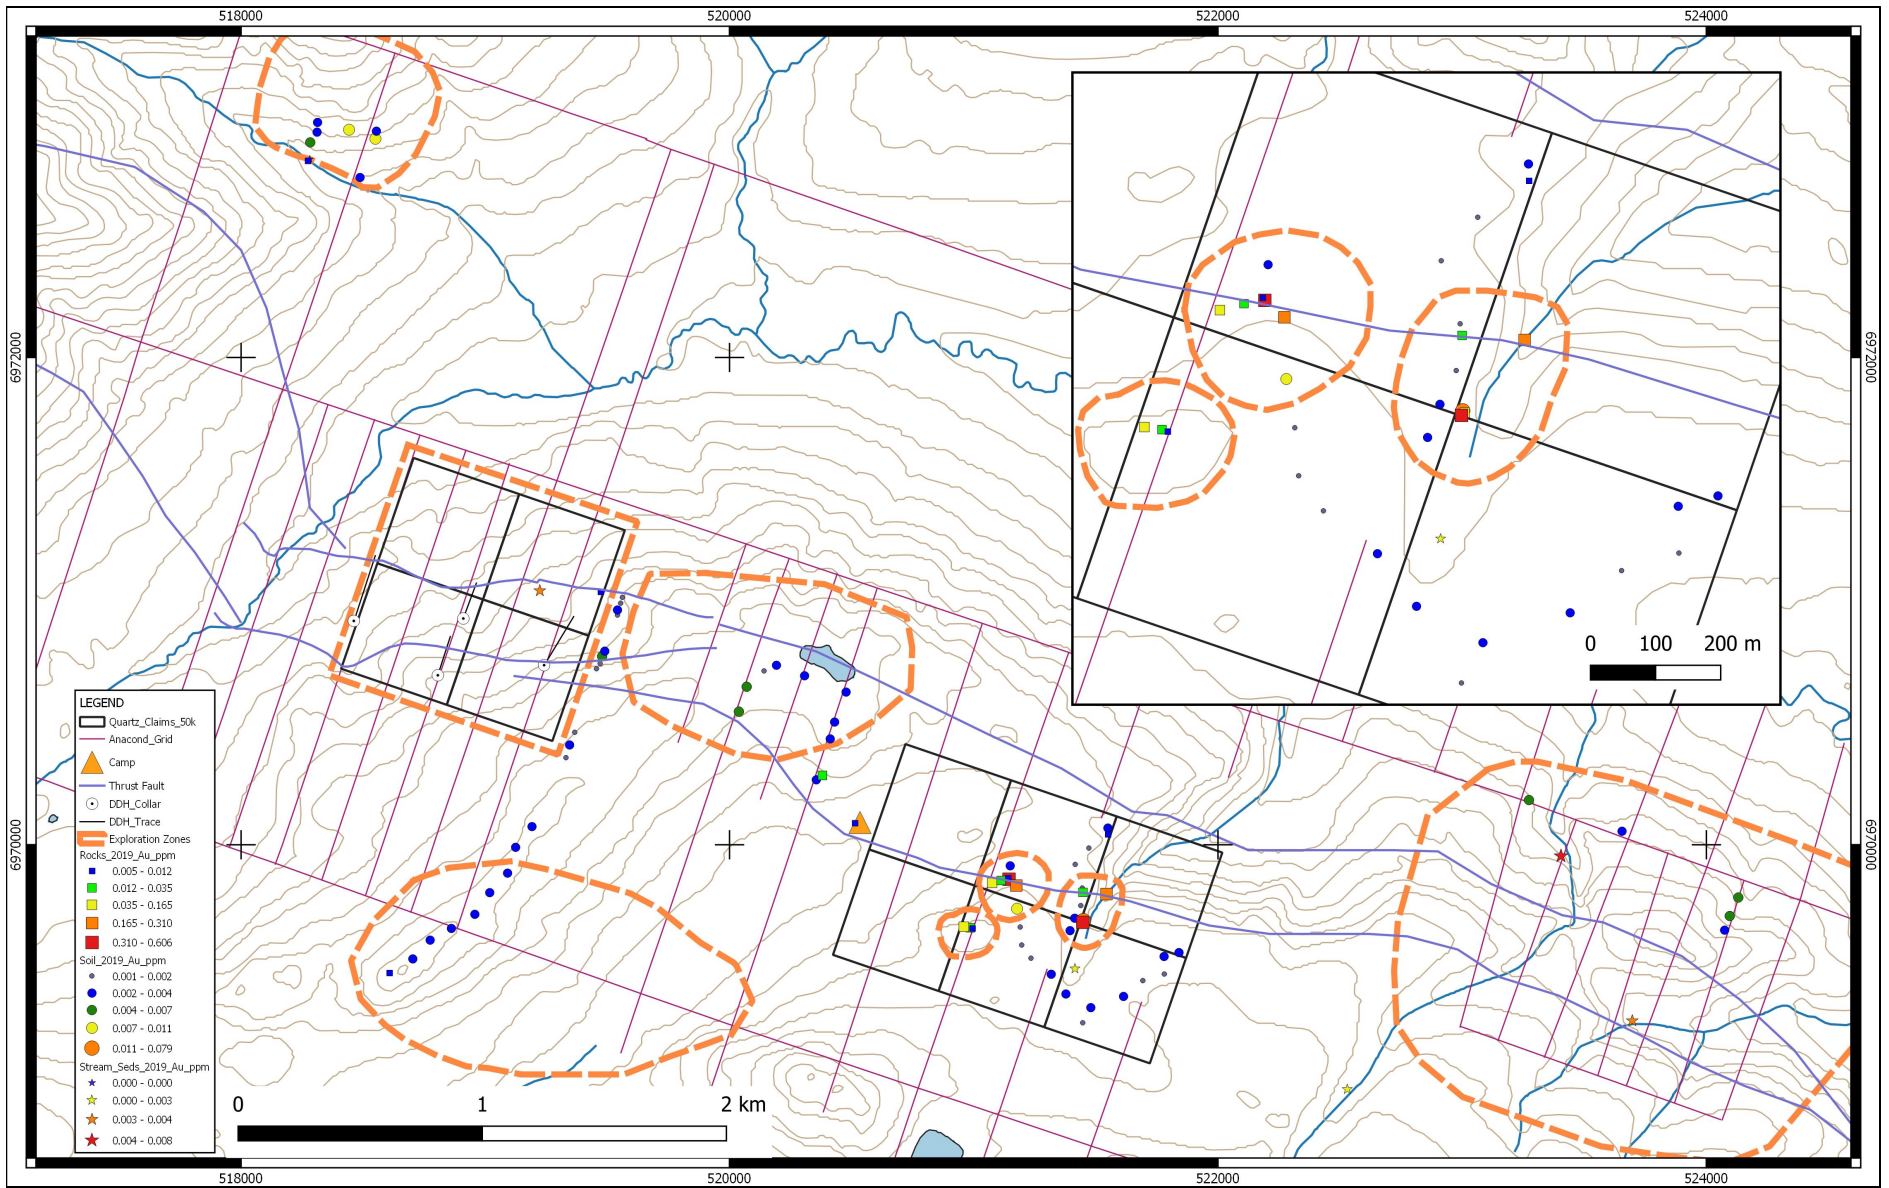 518000 520000 522000 524000
6972000
6972000
6970000
6970000
0 100 200 m
LEGEND
Quartz_Claims_50k
Anacond_Grid
Camp
Thrust Fault
DDH_Collar
DDH_Trace
Exploration Zones
Rocks_2019_Au_ppm
0.005 - 0.012
0.012 - 0.035
0.035 - 0.165
0.165 - 0.310
0.310 - 0.606
Soil_2019_Au_ppm
0.001 - 0.002
0.002 - 0.004
0.004 - 0.007
0.007 - 0.011
0.011 - 0.079
Stream_Seds_2019_Au_ppm
0.000 - 0.000
0.000 - 0.003
0.003 - 0.004
0.004 - 0.008
0 1 2 km
518000 520000 522000 524000